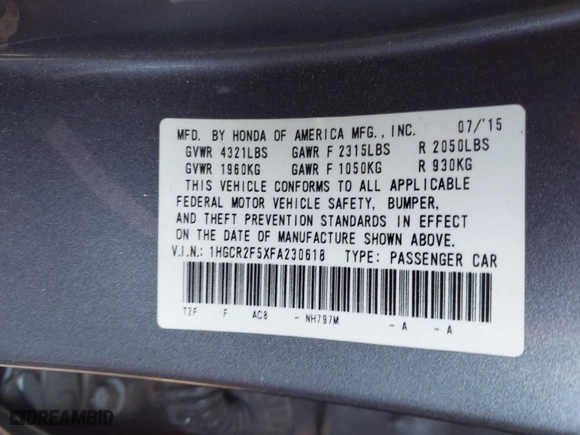 MFD. BY HONDA OF AMERICA MFG., INC. 07/'15
GVWR 4321LBS GAWR F 2315LBS R 2050LBS
GVWR 1960KG GAWR F 1050KG R 930KG
THIS VEHICLE CONFORMS TO ALL APPLICABLE
FEDERAL MOTOR VEHICLE SAFETY, BUMPER,
AND THEFT PREVENTION STANDARDS IN EFFECT
ON THE DATE OF MANUFACTURE SHOWN ABOVE.
V.I.N.: 1HGCR2F5XFA230618 TYPE: PASSENGER CAR
T2F F AC8 - NH797M - A - A
DREAMBID